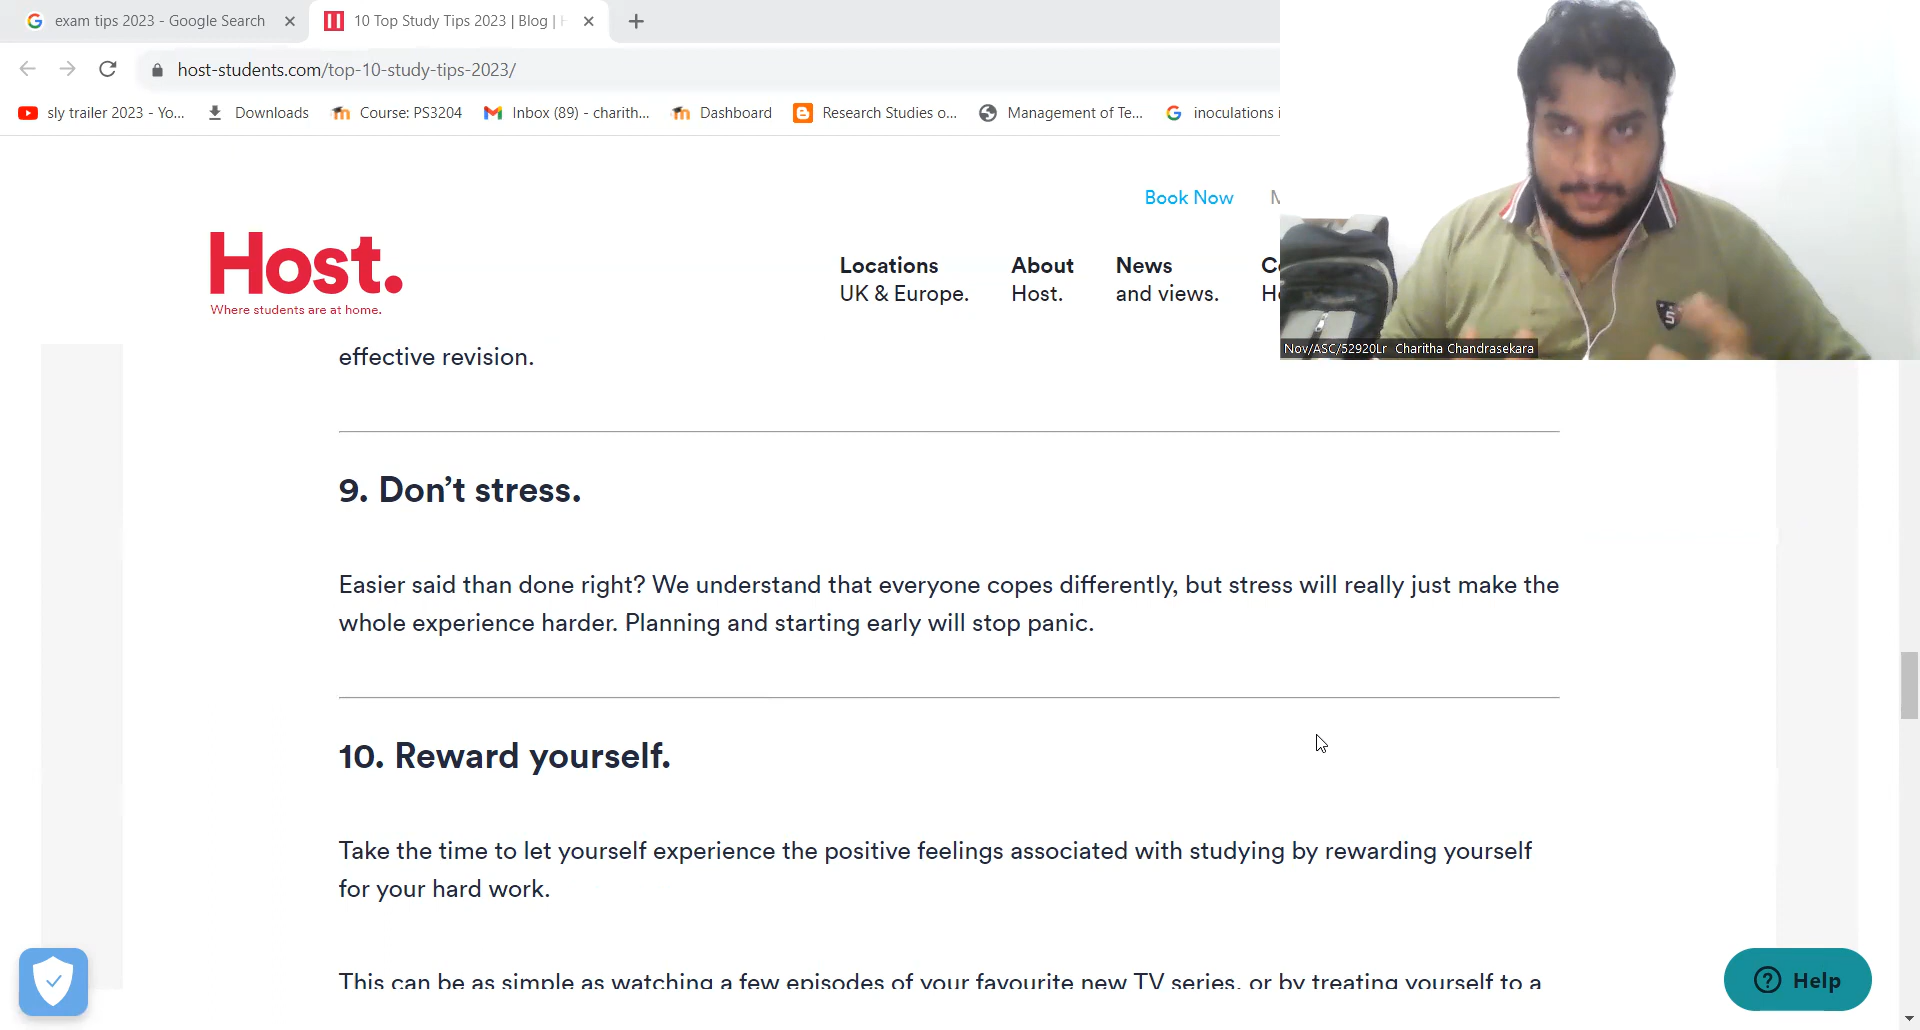 exam tips 2023 - Google Search
10 Top Study Tips 2023 | Blog |
host-students.com/top-10-study-tips-2023/
sly trailer 2023 - Yo...
Downloads
Course: PS3204
Inbox (89) - charith...
Dashboard
Research Studies o...
Management of Te...
inoculations i
Book Now
M
Host.
Where students are at home.
Locations
UK & Europe.
About
Host.
News
and views.
Nov/ASC/52920Lr Charitha Chandrasekara
effective revision.
9. Don’t stress.
Easier said than done right? We understand that everyone copes differently, but stress will really just make the
whole experience harder. Planning and starting early will stop panic.
10. Reward yourself.
Take the time to let yourself experience the positive feelings associated with studying by rewarding yourself
for your hard work.
This can be as simple as watching a few episodes of your favourite new TV series, or by treating yourself to a
Help